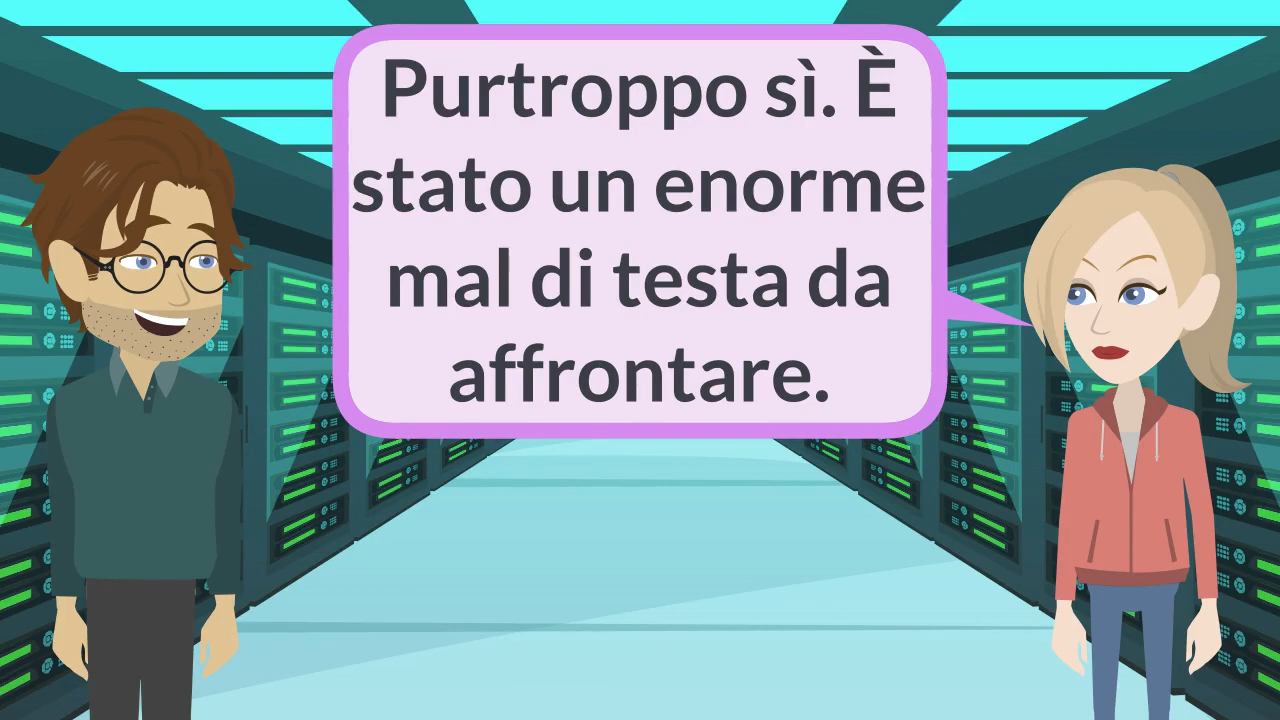 Purtroppo sì. È
stato un enorme
mal di testa da
affrontare.